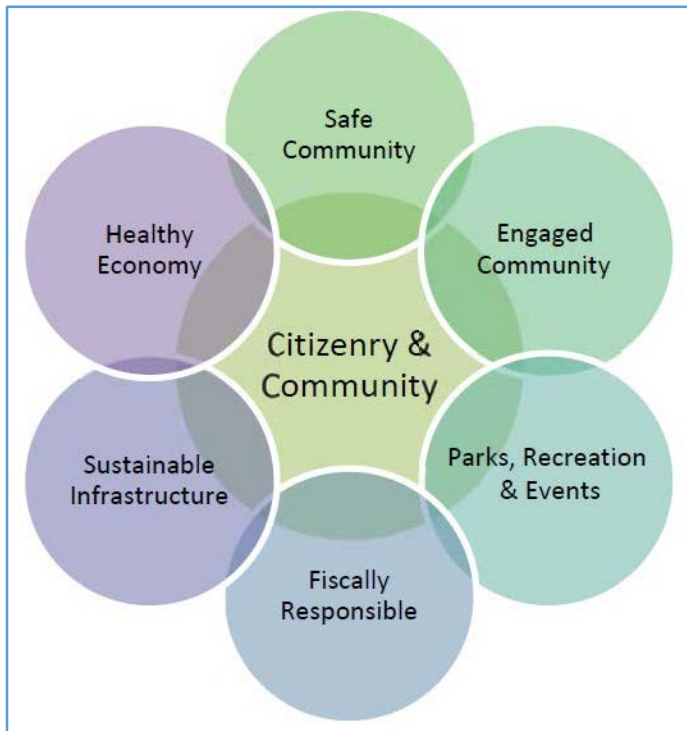 Safe
Community
Healthy
Economy
Engaged
Community
Citizenry &
Community
Sustainable
Infrastructure
Parks, Recreation
& Events
Fiscally
Responsible